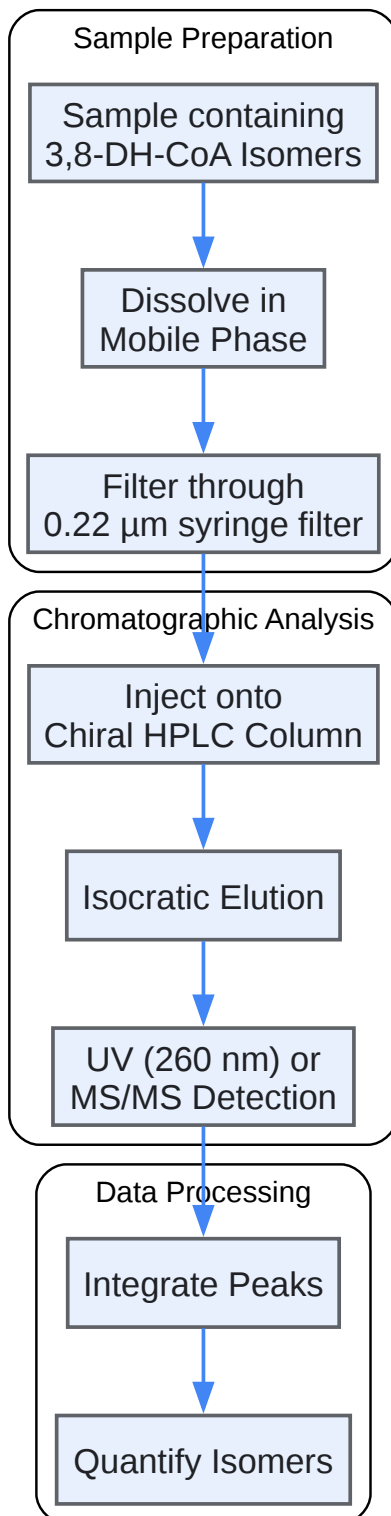 Sample Preparation
Sample containing
3,8-DH-CoA Isomers
Dissolve in
Mobile Phase
Filter through
0.22 µm syringe filter
Chromatographic Analysis
Inject onto
Chiral HPLC Column
Isocratic Elution
UV (260 nm) or
MS/MS Detection
Data Processing
Integrate Peaks
Quantify Isomers